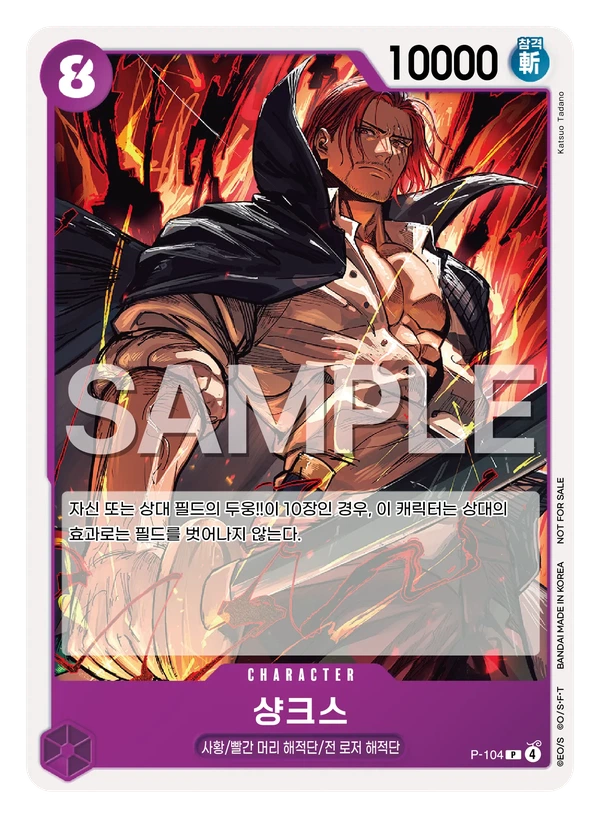 8
10000
참격
斬
Katsuo Tadano
SAMPLE
자신 또는 상대 필드의 두웅!!이 10장인 경우, 이 캐릭터는 상대의
효과로는 필드를 벗어나지 않는다.
CHARACTER
샹크스
사황/빨간 머리 해적단/전 로저 해적단
P-104 P 4
©EO/S ©O/S·F·T BANDAI MADE IN KOREA NOT FOR SALE